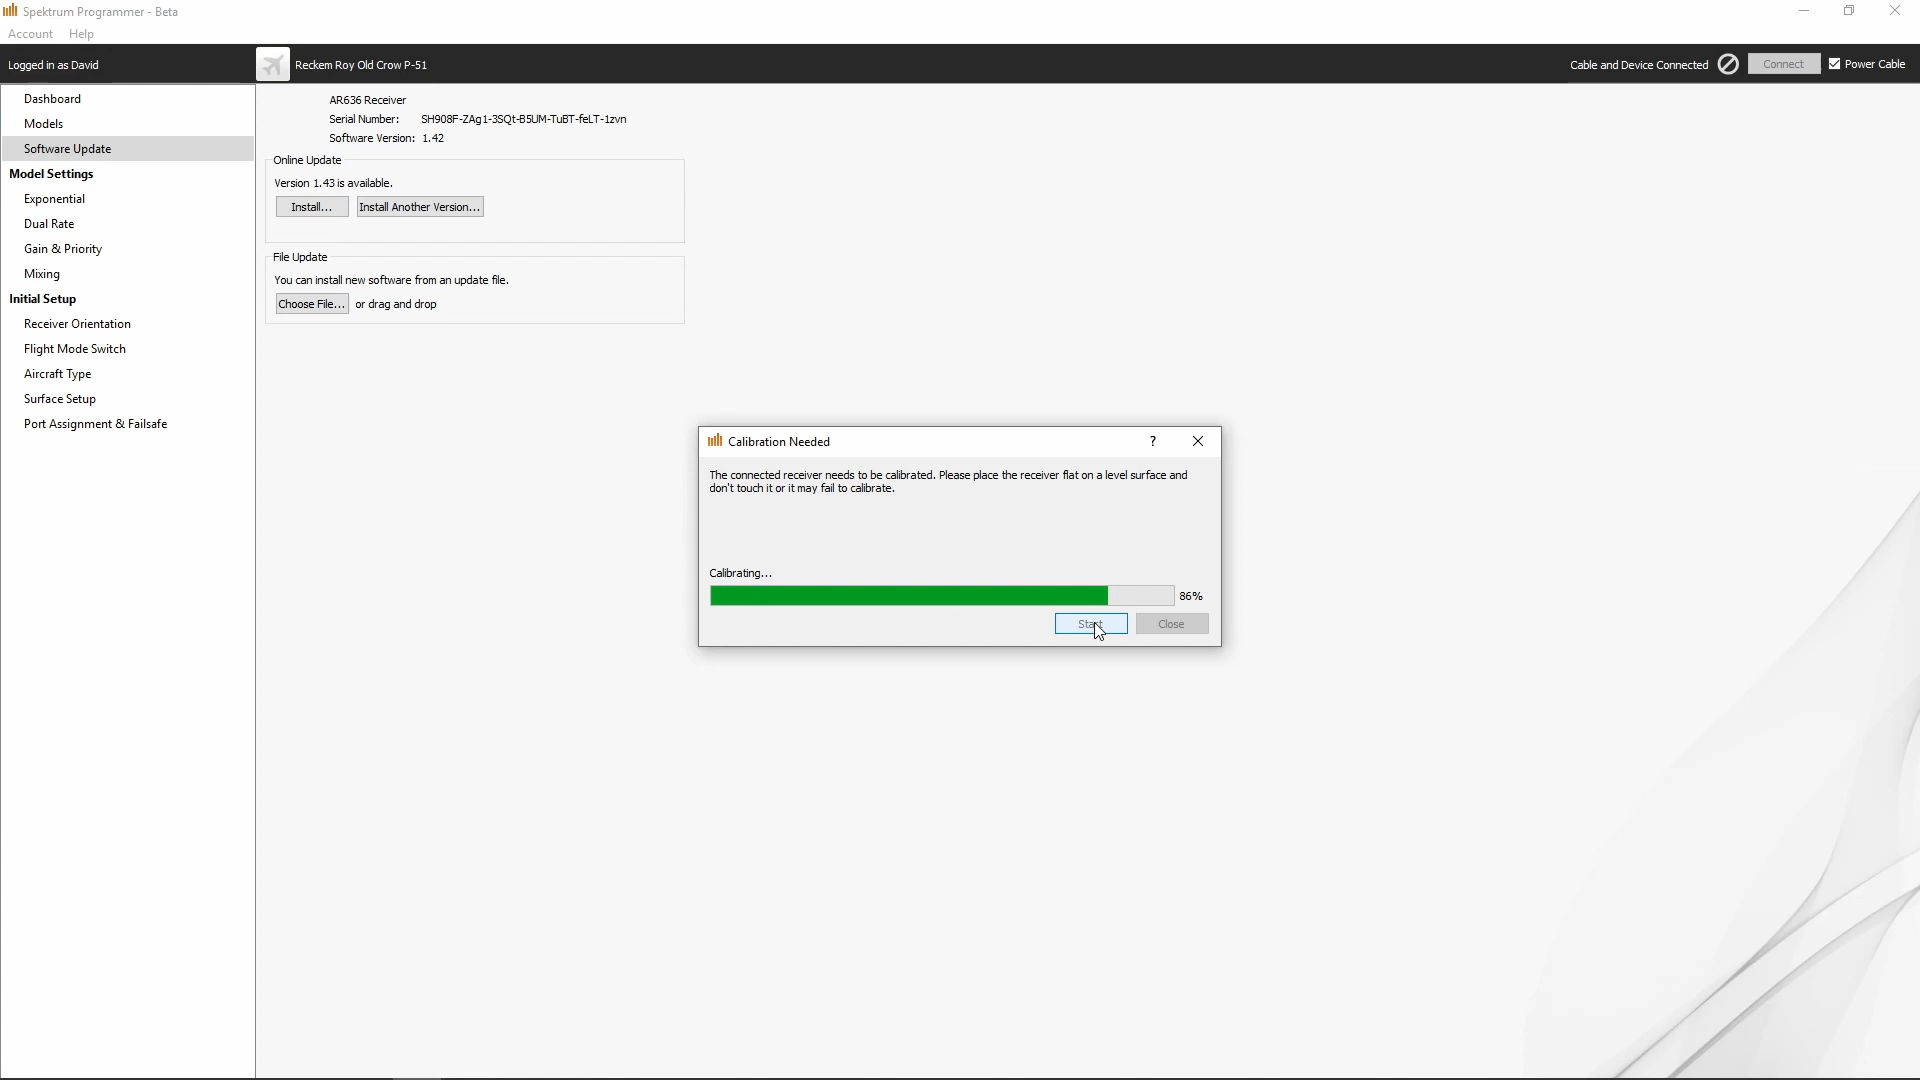 Spektrum Programmer - Beta
Account Help
Logged in as David
Reckem Roy Old Crow P-51
Cable and Device Connected
Connect
Power Cable
Dashboard
Models
Software Update
Model Settings
Exponential
Dual Rate
Gain & Priority
Mixing
Initial Setup
Receiver Orientation
Flight Mode Switch
Aircraft Type
Surface Setup
Port Assignment & Failsafe
AR636 Receiver
Serial Number: SH908F-ZAg1-3SQt-B5UM-TuBT-feLT-1zvn
Software Version: 1.42
Online Update
Version 1.43 is available.
Install... Install Another Version...
File Update
You can install new software from an update file.
Choose File... or drag and drop
Calibration Needed
The connected receiver needs to be calibrated. Please place the receiver flat on a level surface and
don't touch it or it may fail to calibrate.
Calibrating...
86%
Start Close